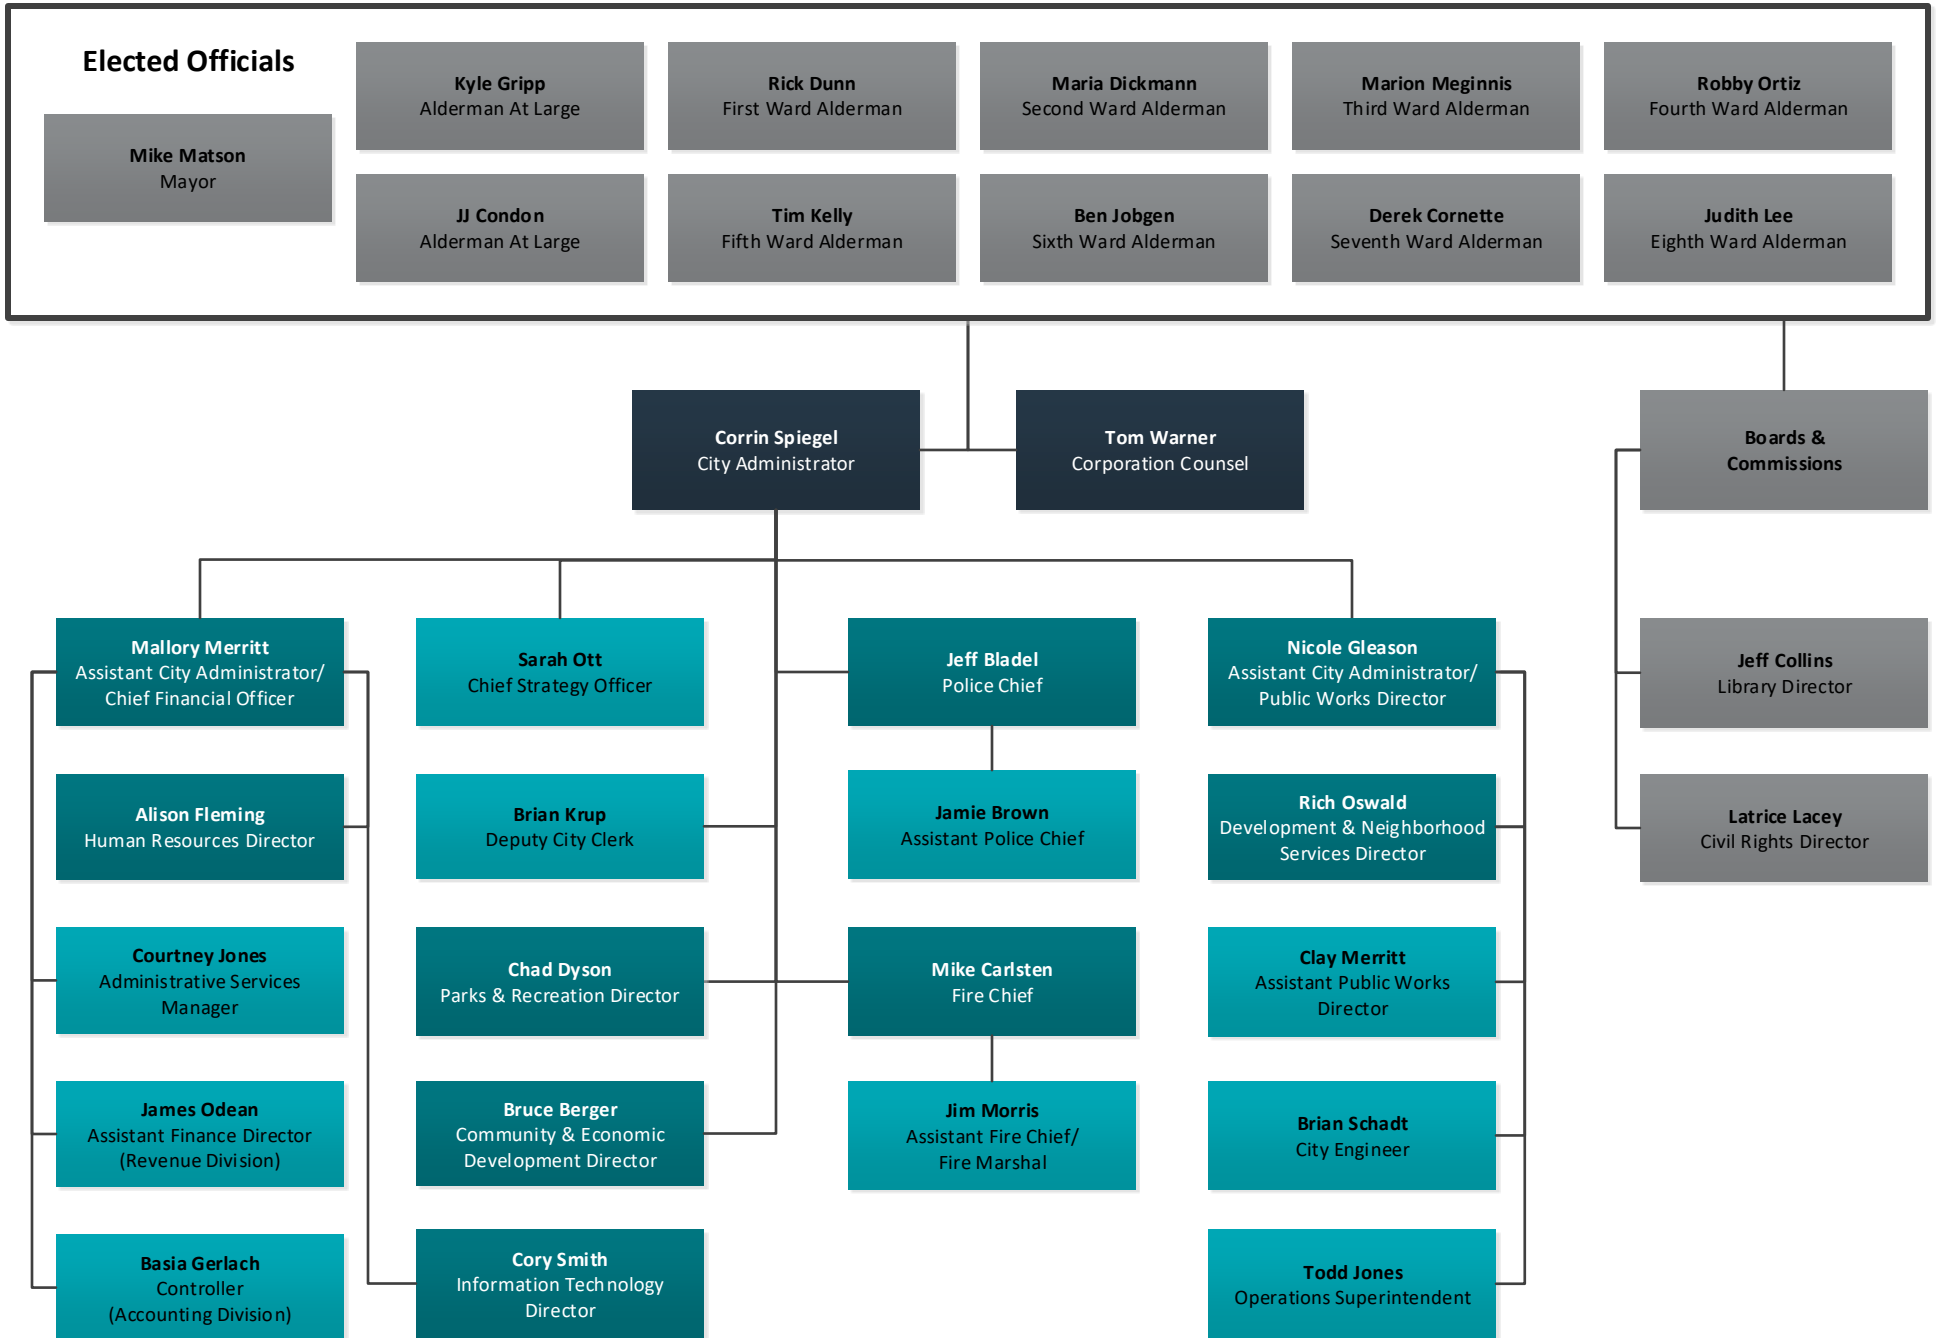 Elected Officials
Mike Matson
Mayor
Kyle Gripp
Alderman At Large
Rick Dunn
First Ward Alderman
Maria Dickmann
Second Ward Alderman
Marion Meginnis
Third Ward Alderman
Robby Ortiz
Fourth Ward Alderman
JJ Condon
Alderman At Large
Tim Kelly
Fifth Ward Alderman
Ben Jobgen
Sixth Ward Alderman
Derek Cornette
Seventh Ward Alderman
Judith Lee
Eighth Ward Alderman
Corrin Spiegel
City Administrator
Tom Warner
Corporation Counsel
Boards &
Commissions
Mallory Merritt
Assistant City Administrator/
Chief Financial Officer
Sarah Ott
Chief Strategy Officer
Jeff Bladel
Police Chief
Nicole Gleason
Assistant City Administrator/
Public Works Director
Jeff Collins
Library Director
Alison Fleming
Human Resources Director
Brian Krup
Deputy City Clerk
Jamie Brown
Assistant Police Chief
Rich Oswald
Development & Neighborhood
Services Director
Latrice Lacey
Civil Rights Director
Courtney Jones
Administrative Services
Manager
Chad Dyson
Parks & Recreation Director
Mike Carlsten
Fire Chief
Clay Merritt
Assistant Public Works
Director
James Odean
Assistant Finance Director
(Revenue Division)
Bruce Berger
Community & Economic
Development Director
Jim Morris
Assistant Fire Chief/
Fire Marshal
Brian Schadt
City Engineer
Basia Gerlach
Controller
(Accounting Division)
Cory Smith
Information Technology
Director
Todd Jones
Operations Superintendent